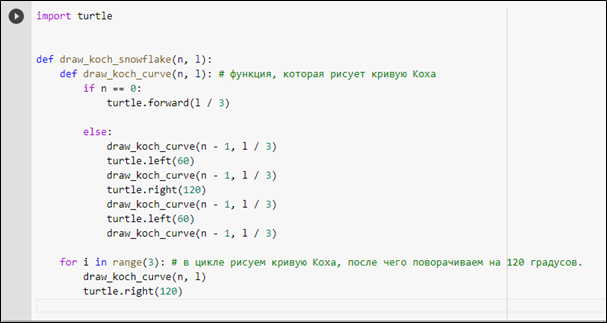 import turtle
def draw_koch_snowflake(n, l):
    def draw_koch_curve(n, l): # функция, которая рисует кривую Коха
        if n == 0:
            turtle.forward(l / 3)
        else:
            draw_koch_curve(n - 1, l / 3)
            turtle.left(60)
            draw_koch_curve(n - 1, l / 3)
            turtle.right(120)
            draw_koch_curve(n - 1, l / 3)
            turtle.left(60)
            draw_koch_curve(n - 1, l / 3)
    for i in range(3): # в цикле рисуем кривую Коха, после чего поворачиваем на 120 градусов.
        draw_koch_curve(n, l)
        turtle.right(120)